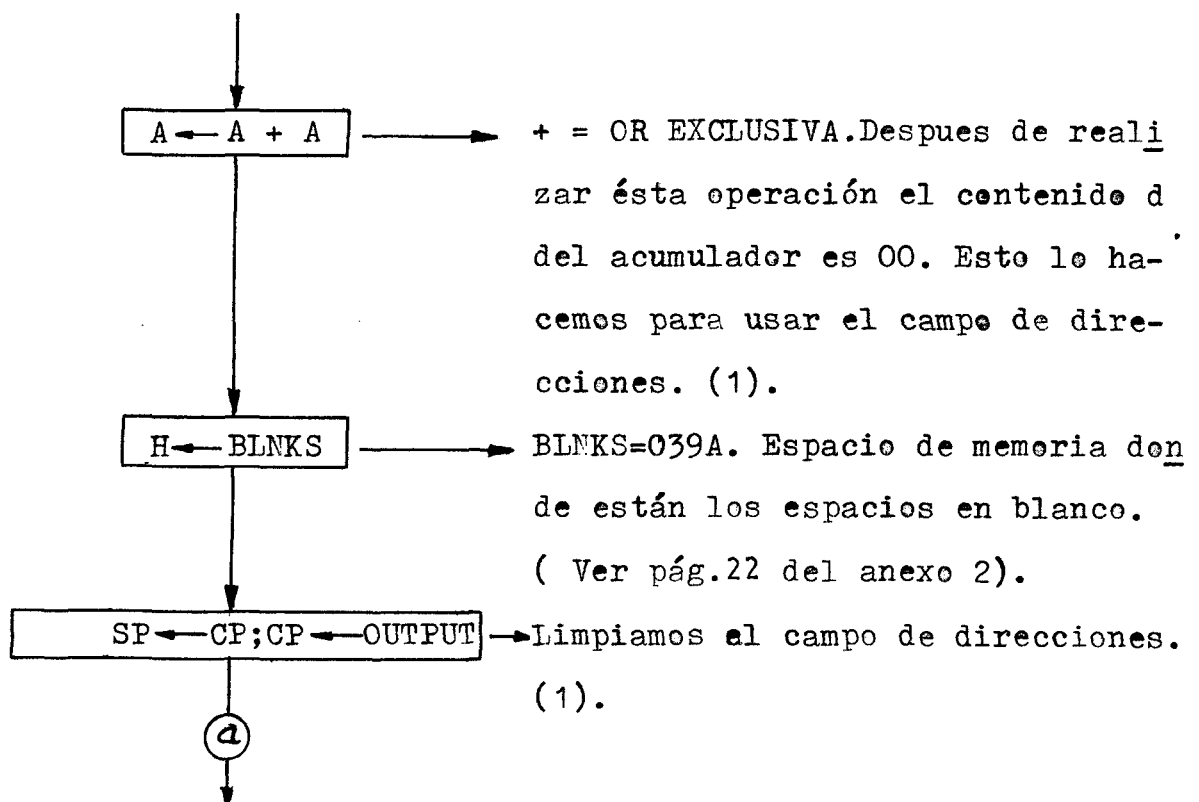 A ← A + A
+ = OR EXCLUSIVA.Despues de reali
zar ésta operación el contenido d
del acumulador es 00. Esto lo ha-
cemos para usar el campo de dire-
cciones. (1).
H ← BLNKS
BLNKS=039A. Espacio de memoria don
de están los espacios en blanco.
( Ver pág.22 del anexo 2).
SP ← CP;CP ← OUTPUT
Limpiamos el campo de direcciones.
(1).
a